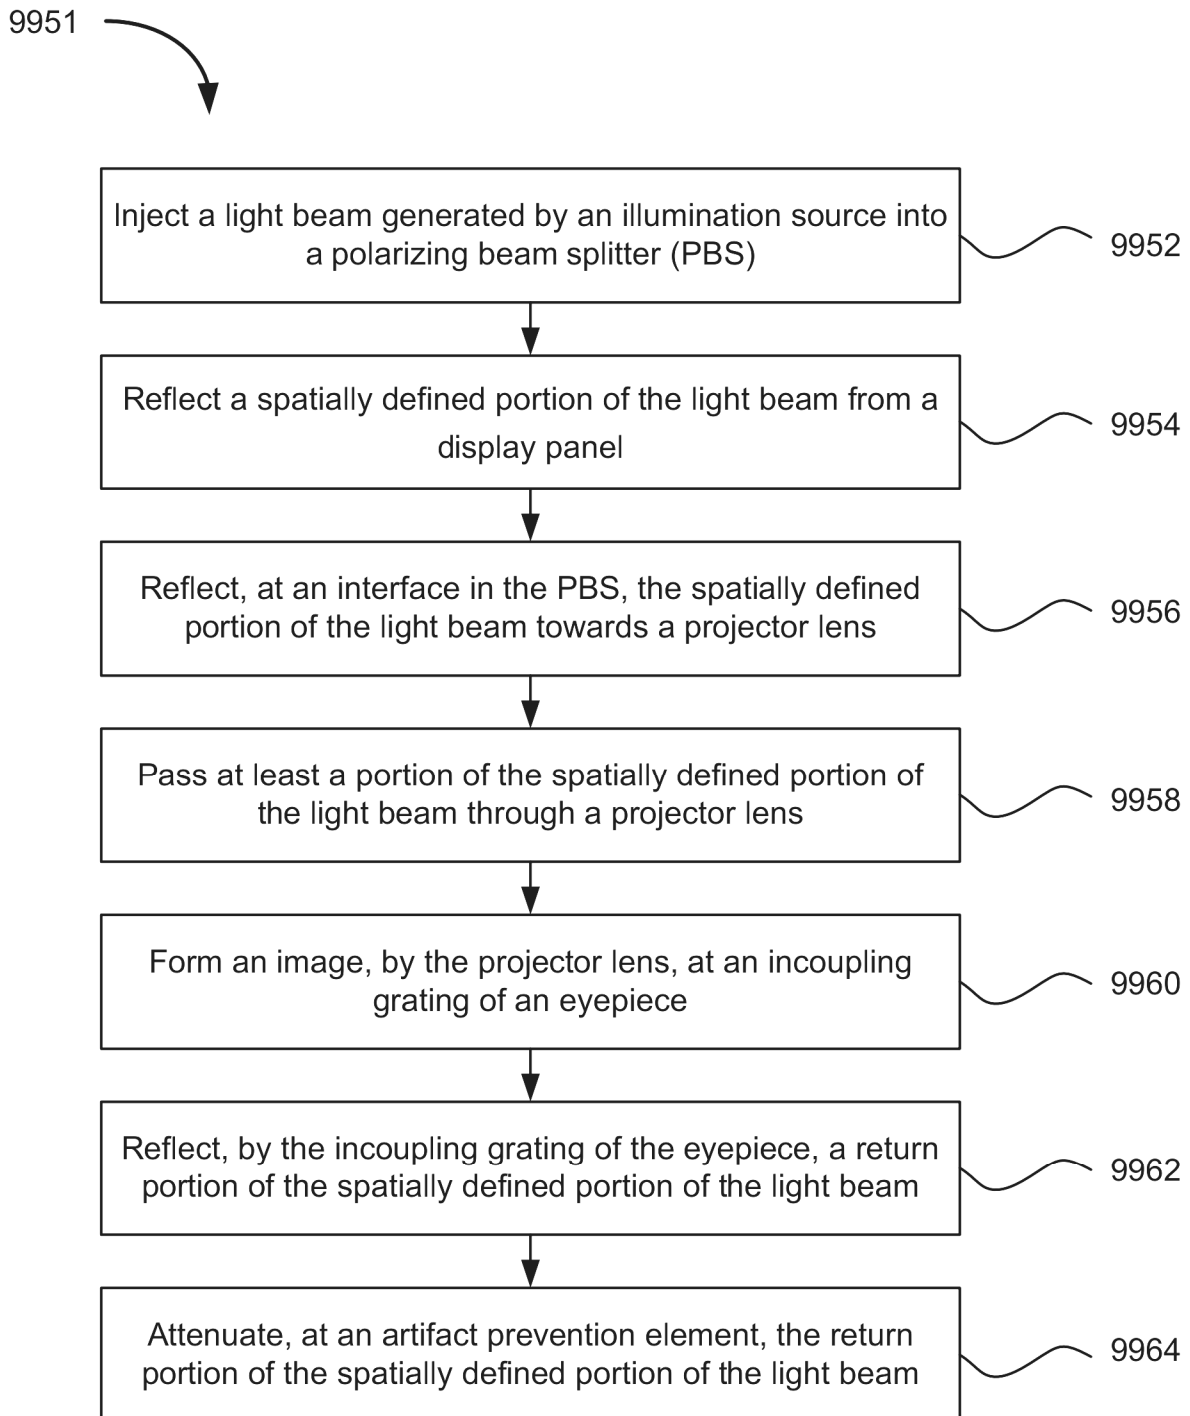 9951
Inject a light beam generated by an illumination source into
a polarizing beam splitter (PBS)
9952
Reflect a spatially defined portion of the light beam from a
display panel
9954
Reflect, at an interface in the PBS, the spatially defined
portion of the light beam towards a projector lens
9956
Pass at least a portion of the spatially defined portion of
the light beam through a projector lens
9958
Form an image, by the projector lens, at an incoupling
grating of an eyepiece
9960
Reflect, by the incoupling grating of the eyepiece, a return
portion of the spatially defined portion of the light beam
9962
Attenuate, at an artifact prevention element, the return
portion of the spatially defined portion of the light beam
9964